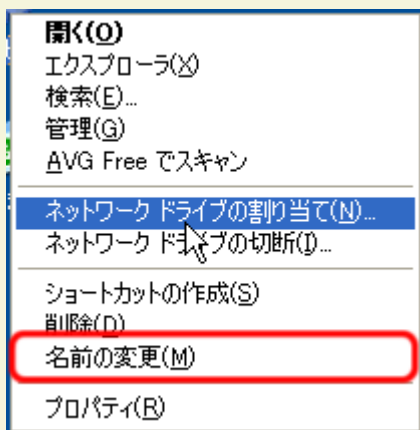 開く(O)
エクスプローラ(X)
検索(E)...
管理(G)
AVG Free でスキャン
ネットワーク ドライブの割り当て(N)...
ネットワーク ドライブの切断(I)...
ショートカットの作成(S)
削除(D)
名前の変更(M)
プロパティ(R)